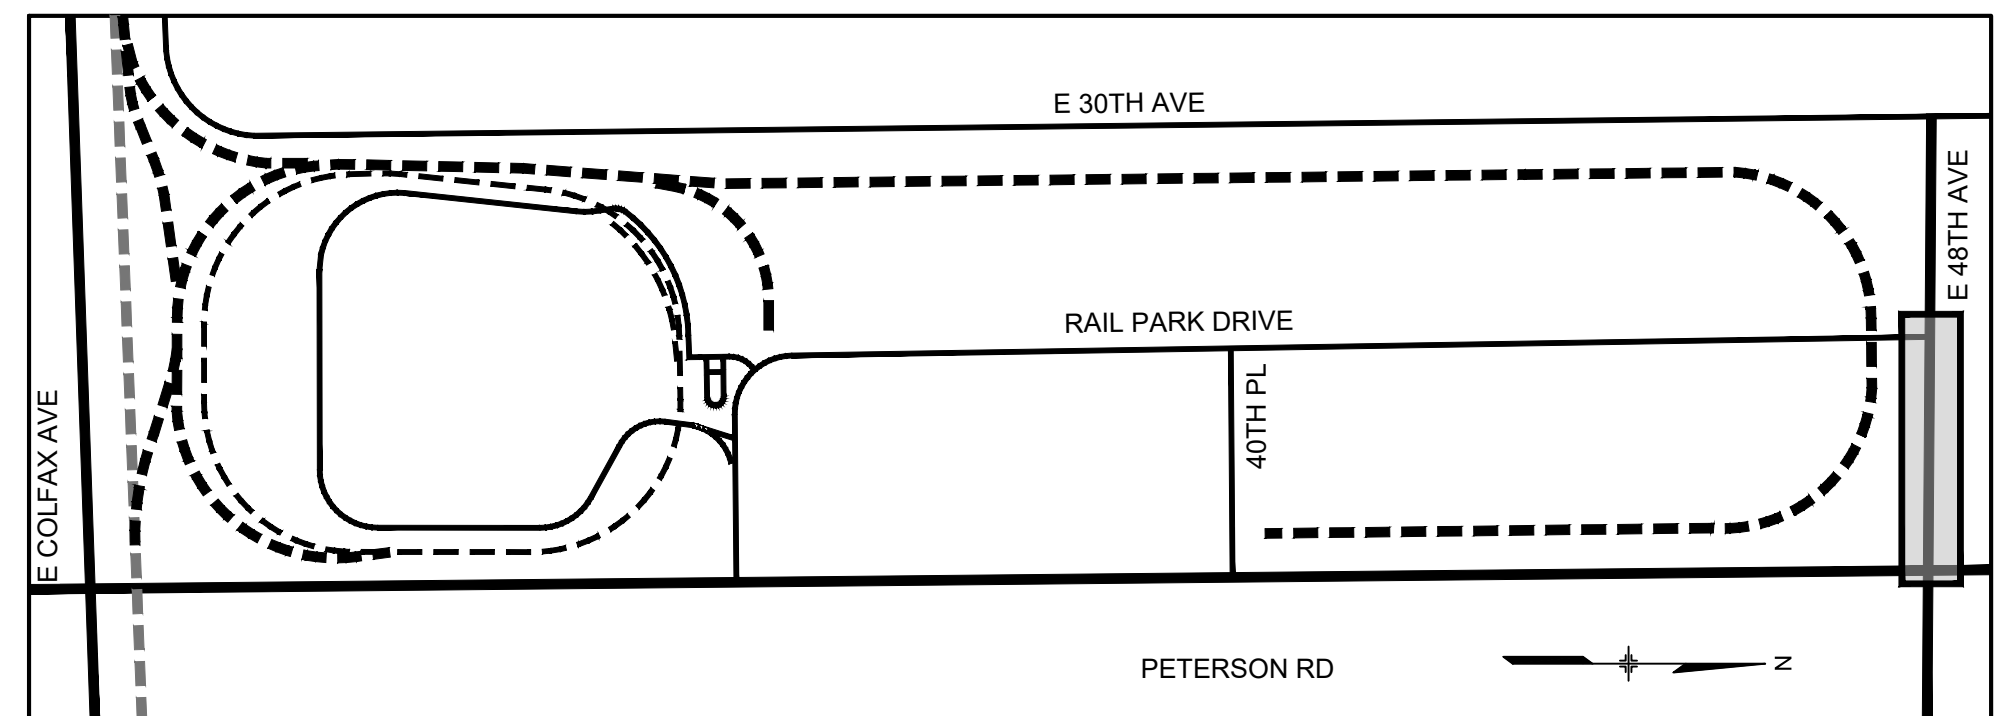 E 30TH AVE
E 48TH AVE
RAIL PARK DRIVE
40TH PL
E COLFAX AVE
PETERSON RD
N